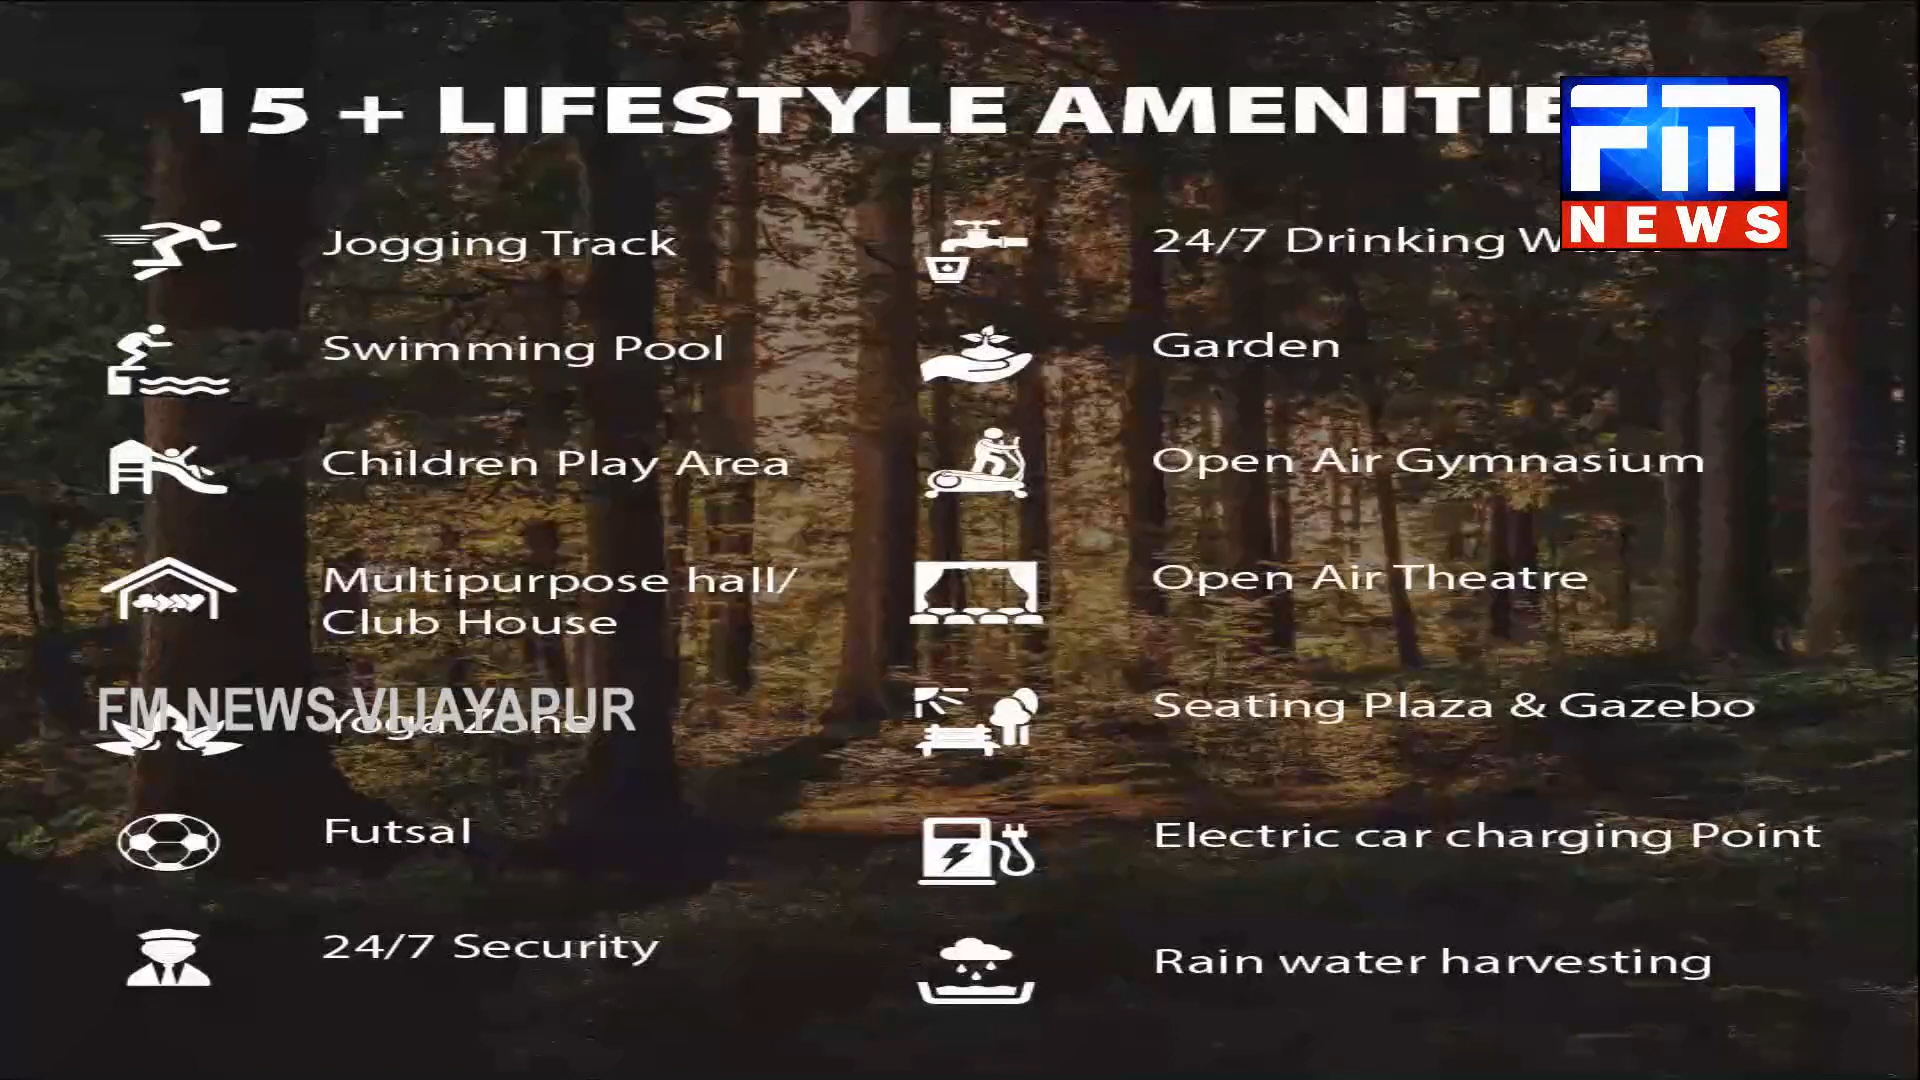 15 + LIFESTYLE AMENITIE
FM
NEWS
Jogging Track
24/7 Drinking
Swimming Pool
Garden
Children Play Area
Open Air Gymnasium
Multipurpose hall/
Club House
Open Air Theatre
FM NEWS VIJAYAPUR
Yoga Zone
Seating Plaza & Gazebo
Futsal
Electric car charging Point
24/7 Security
Rain water harvesting